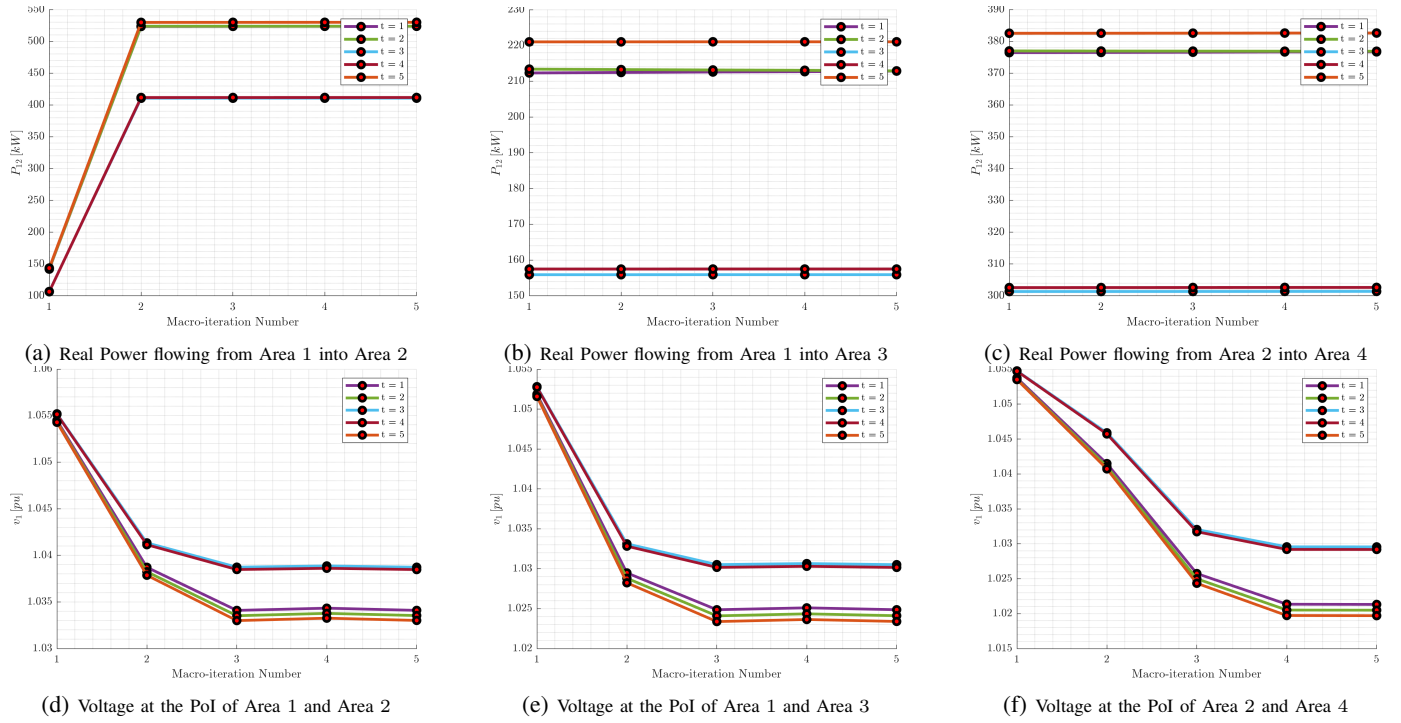 550
500
450
400
350
300
250
200
150
100
P12 [kW]
1 2 3 4 5
Macro-iteration Number
t = 1
t = 2
t = 3
t = 4
t = 5
(a) Real Power flowing from Area 1 into Area 2
230
220
210
200
190
180
170
160
150
P12 [kW]
1 2 3 4 5
Macro-iteration Number
t = 1
t = 2
t = 3
t = 4
t = 5
(b) Real Power flowing from Area 1 into Area 3
390
380
370
360
350
340
330
320
310
300
P12 [kW]
1 2 3 4 5
Macro-iteration Number
t = 1
t = 2
t = 3
t = 4
t = 5
(c) Real Power flowing from Area 2 into Area 4
1.06
1.055
1.05
1.045
1.04
1.035
1.03
v1 [pu]
1 2 3 4 5
Macro-iteration Number
t = 1
t = 2
t = 3
t = 4
t = 5
(d) Voltage at the PoI of Area 1 and Area 2
1.055
1.05
1.045
1.04
1.035
1.03
1.025
1.02
v1 [pu]
1 2 3 4 5
Macro-iteration Number
t = 1
t = 2
t = 3
t = 4
t = 5
(e) Voltage at the PoI of Area 1 and Area 3
1.055
1.05
1.045
1.04
1.035
1.03
1.025
1.02
1.015
v1 [pu]
1 2 3 4 5
Macro-iteration Number
t = 1
t = 2
t = 3
t = 4
t = 5
(f) Voltage at the PoI of Area 2 and Area 4